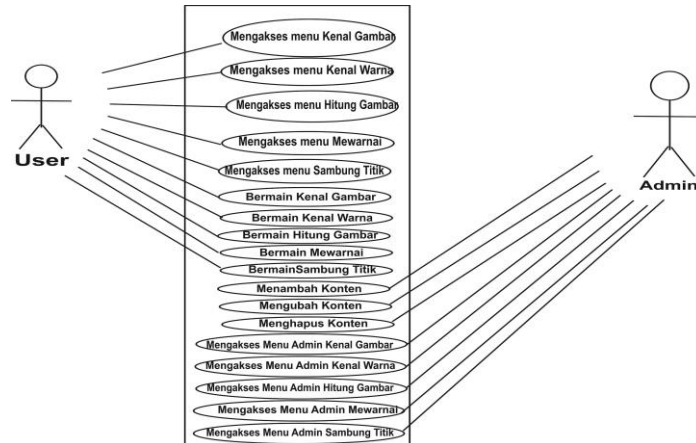 Mengakses menu Kenal Gambar
Mengakses menu Kenal Warna
Mengakses menu Hitung Gambar
Mengakses menu Mewarnai
User
Mengakses menu Sambung Titik
Admin
Bermain Kenal Gambar
Bermain Kenal Warna
Bermain Hitung Gambar
Bermain Mewarnai
BermainSambung Titik
Menambah Konten
Mengubah Konten
Menghapus Konten
Mengakses Menu Admin Kenal Gambar
Mengakses Menu Admin Kenal Warna
Mengakses Menu Admin Hitung Gambar
Mengakses Menu Admin Mewarnai
Mengakses Menu Admin Sambung Titik